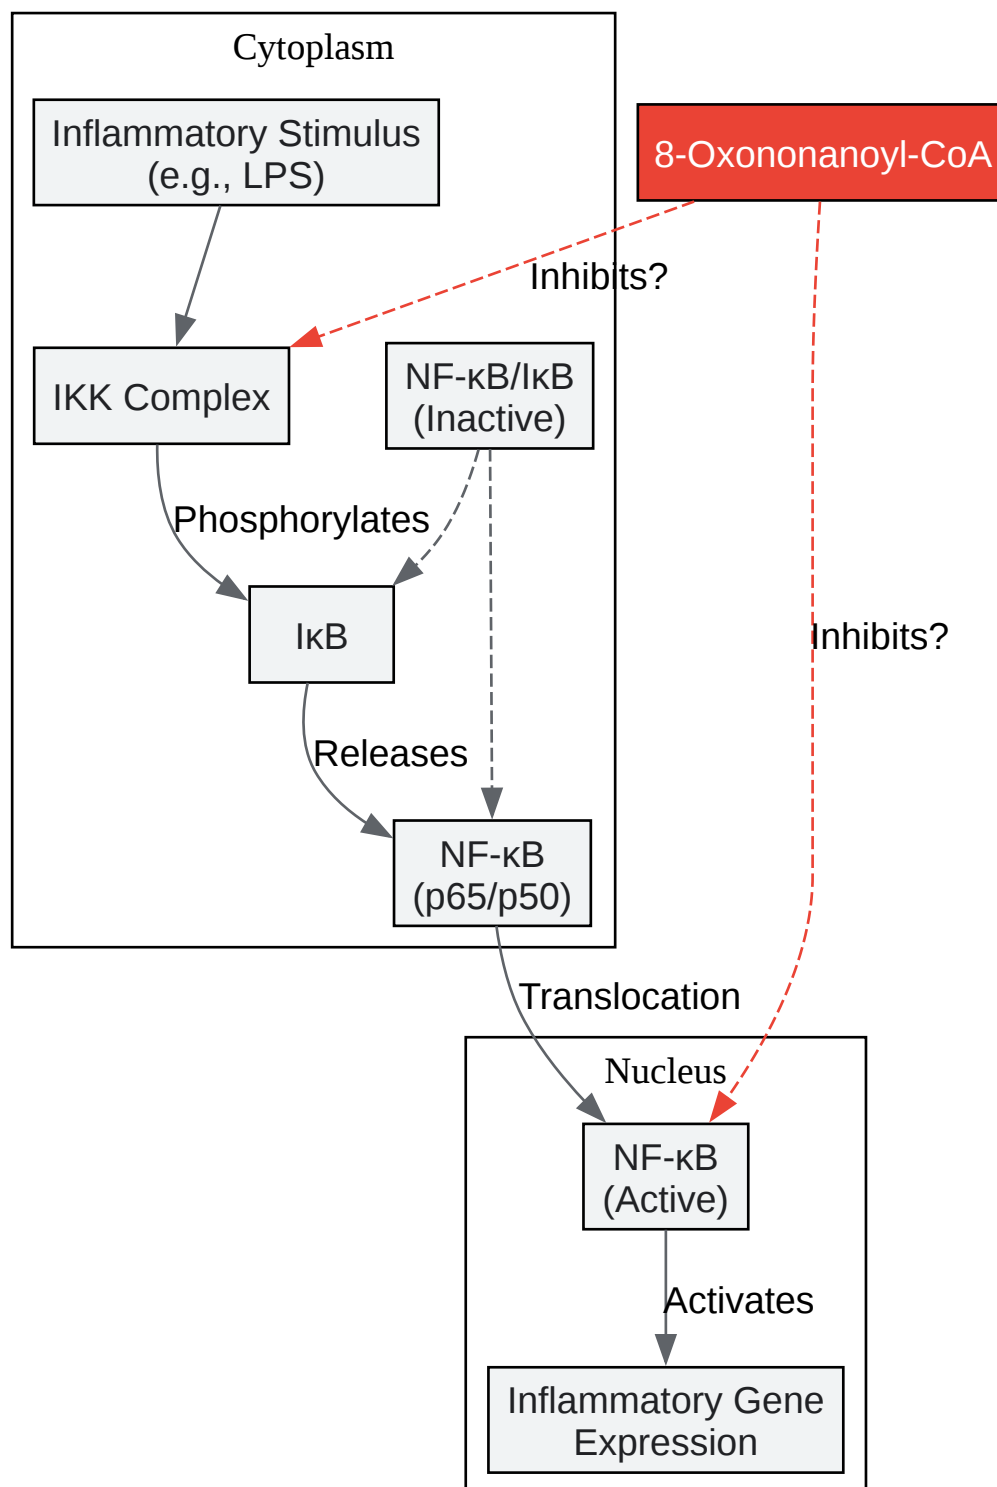 Cytoplasm
Inflammatory Stimulus
(e.g., LPS)
8-Oxononanoyl-CoA
Inhibits?
IKK Complex
NF-κB/IκB
(Inactive)
Phosphorylates
IκB
Inhibits?
Releases
NF-κB
(p65/p50)
Translocation
Nucleus
NF-κB
(Active)
Activates
Inflammatory Gene
Expression